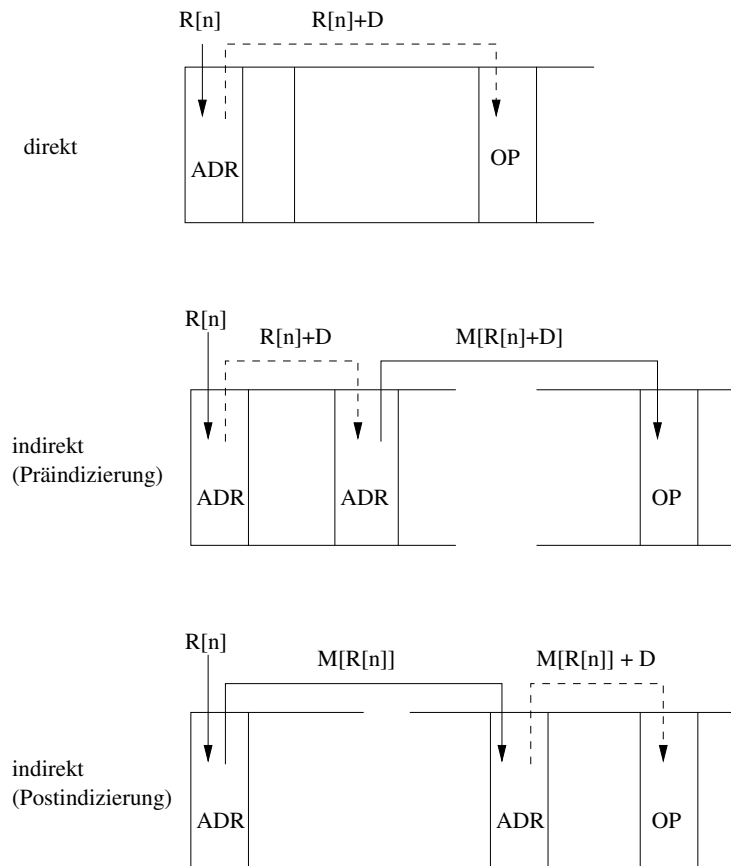 R[n]
R[n]+D
direkt
ADR
OP
R[n]
R[n]+D
M[R[n]+D]
indirekt
(Präindizierung)
ADR
ADR
OP
R[n]
M[R[n]]
M[R[n]] + D
indirekt
(Postindizierung)
ADR
ADR
OP